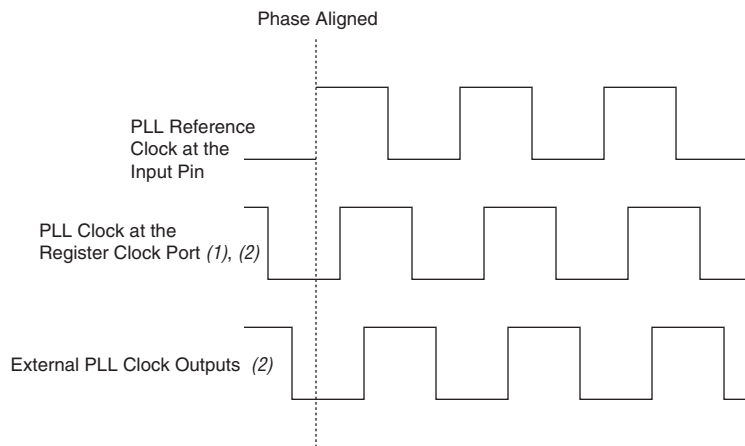 Phase Aligned
PLL Reference
Clock at the
Input Pin
PLL Clock at the
Register Clock Port (1), (2)
External PLL Clock Outputs (2)